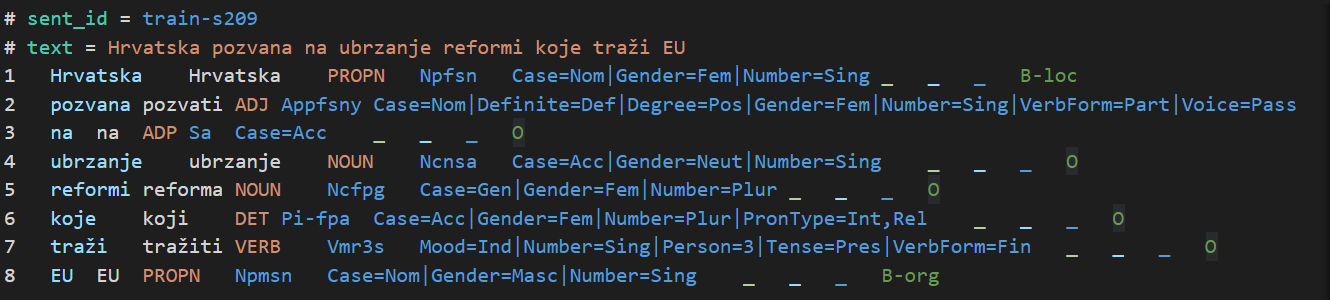 # sent_id = train-s209
# text = Hrvatska pozvana na ubrzanje reformi koje traži EU
1 Hrvatska Hrvatska PROPN Npfsn Case=Nom|Gender=Fem|Number=Sing _ _ _ B-loc
2 pozvana pozvati ADJ Appfsny Case=Nom|Definite=Def|Degree=Pos|Gender=Fem|Number=Sing|VerbForm=Part|Voice=Pass
3 na na ADP Sa Case=Acc _ _ _ O
4 ubrzanje ubrzanje NOUN Ncnsa Case=Acc|Gender=Neut|Number=Sing _ _ _ O
5 reformi reforma NOUN Ncfpg Case=Gen|Gender=Fem|Number=Plur _ _ _ O
6 koje koji DET Pi-fpa Case=Acc|Gender=Fem|Number=Plur|PronType=Int,Rel _ _ _ O
7 traži tražiti VERB Vmr3s Mood=Ind|Number=Sing|Person=3|Tense=Pres|VerbForm=Fin _ _ _ O
8 EU EU PROPN Npmsn Case=Nom|Gender=Masc|Number=Sing _ _ _ B-org